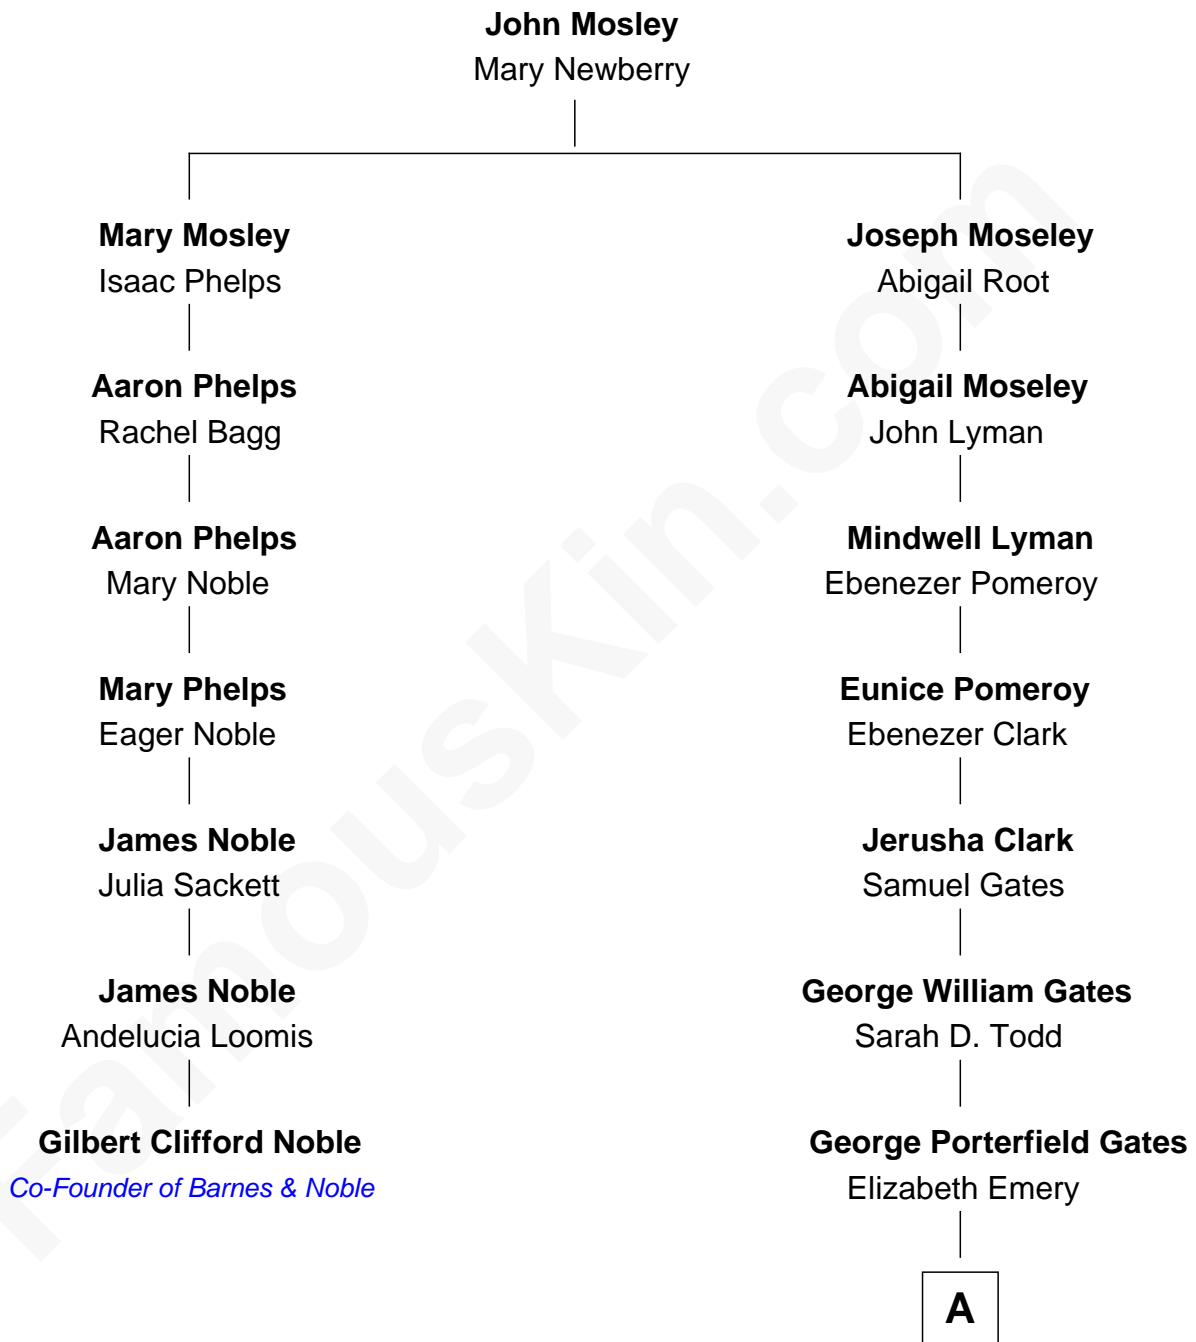 John Mosley
Mary Newberry
Mary Mosley
Isaac Phelps
Aaron Phelps
Rachel Bagg
Aaron Phelps
Mary Noble
Mary Phelps
Eager Noble
James Noble
Julia Sackett
James Noble
Andelucia Loomis
Gilbert Clifford Noble
Co-Founder of Barnes & Noble
Joseph Moseley
Abigail Root
Abigail Moseley
John Lyman
Mindwell Lyman
Ebenezer Pomeroy
Eunice Pomeroy
Ebenezer Clark
Jerusha Clark
Samuel Gates
George William Gates
Sarah D. Todd
George Porterfield Gates
Elizabeth Emery
A
FamousKin.com